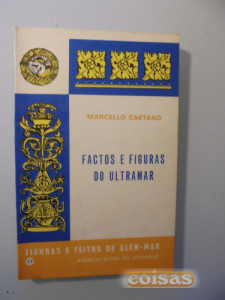 MARCELLO CAETANO
FACTOS E FIGURAS
DO ULTRAMAR
FIGURAS E FEITOS DE ALÉM-MAR
AGÊNCIA-GERAL DO ULTRAMAR
coisas